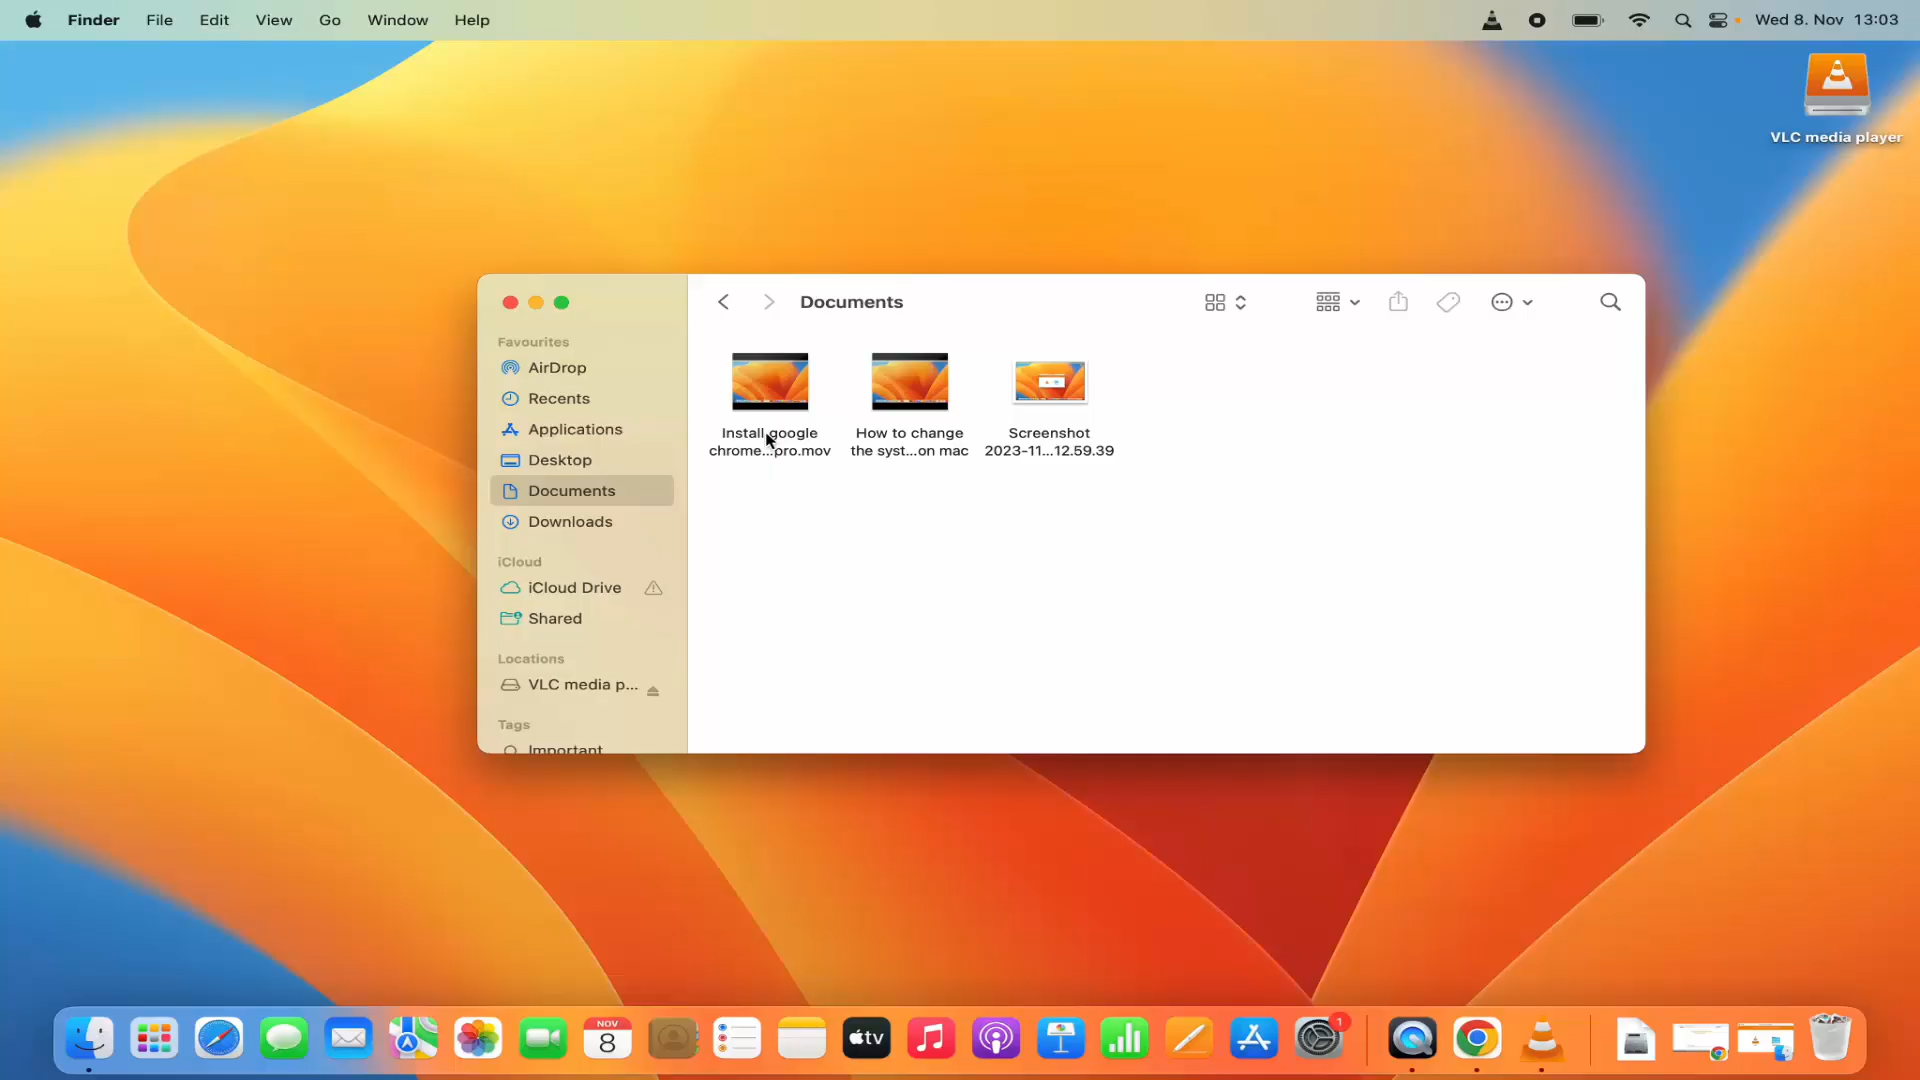 Finder File Edit View Go Window Help Wed 8. Nov 13:03
VLC media player
Documents
Favourites
AirDrop
Recents
Applications
Desktop
Documents
Downloads
iCloud
iCloud Drive
Shared
Locations
VLC media p...
Tags
Important
Install google
chrome...pro.mov
How to change
the syst...on mac
Screenshot
2023-11...12.59.39
NOV
8
tv
1